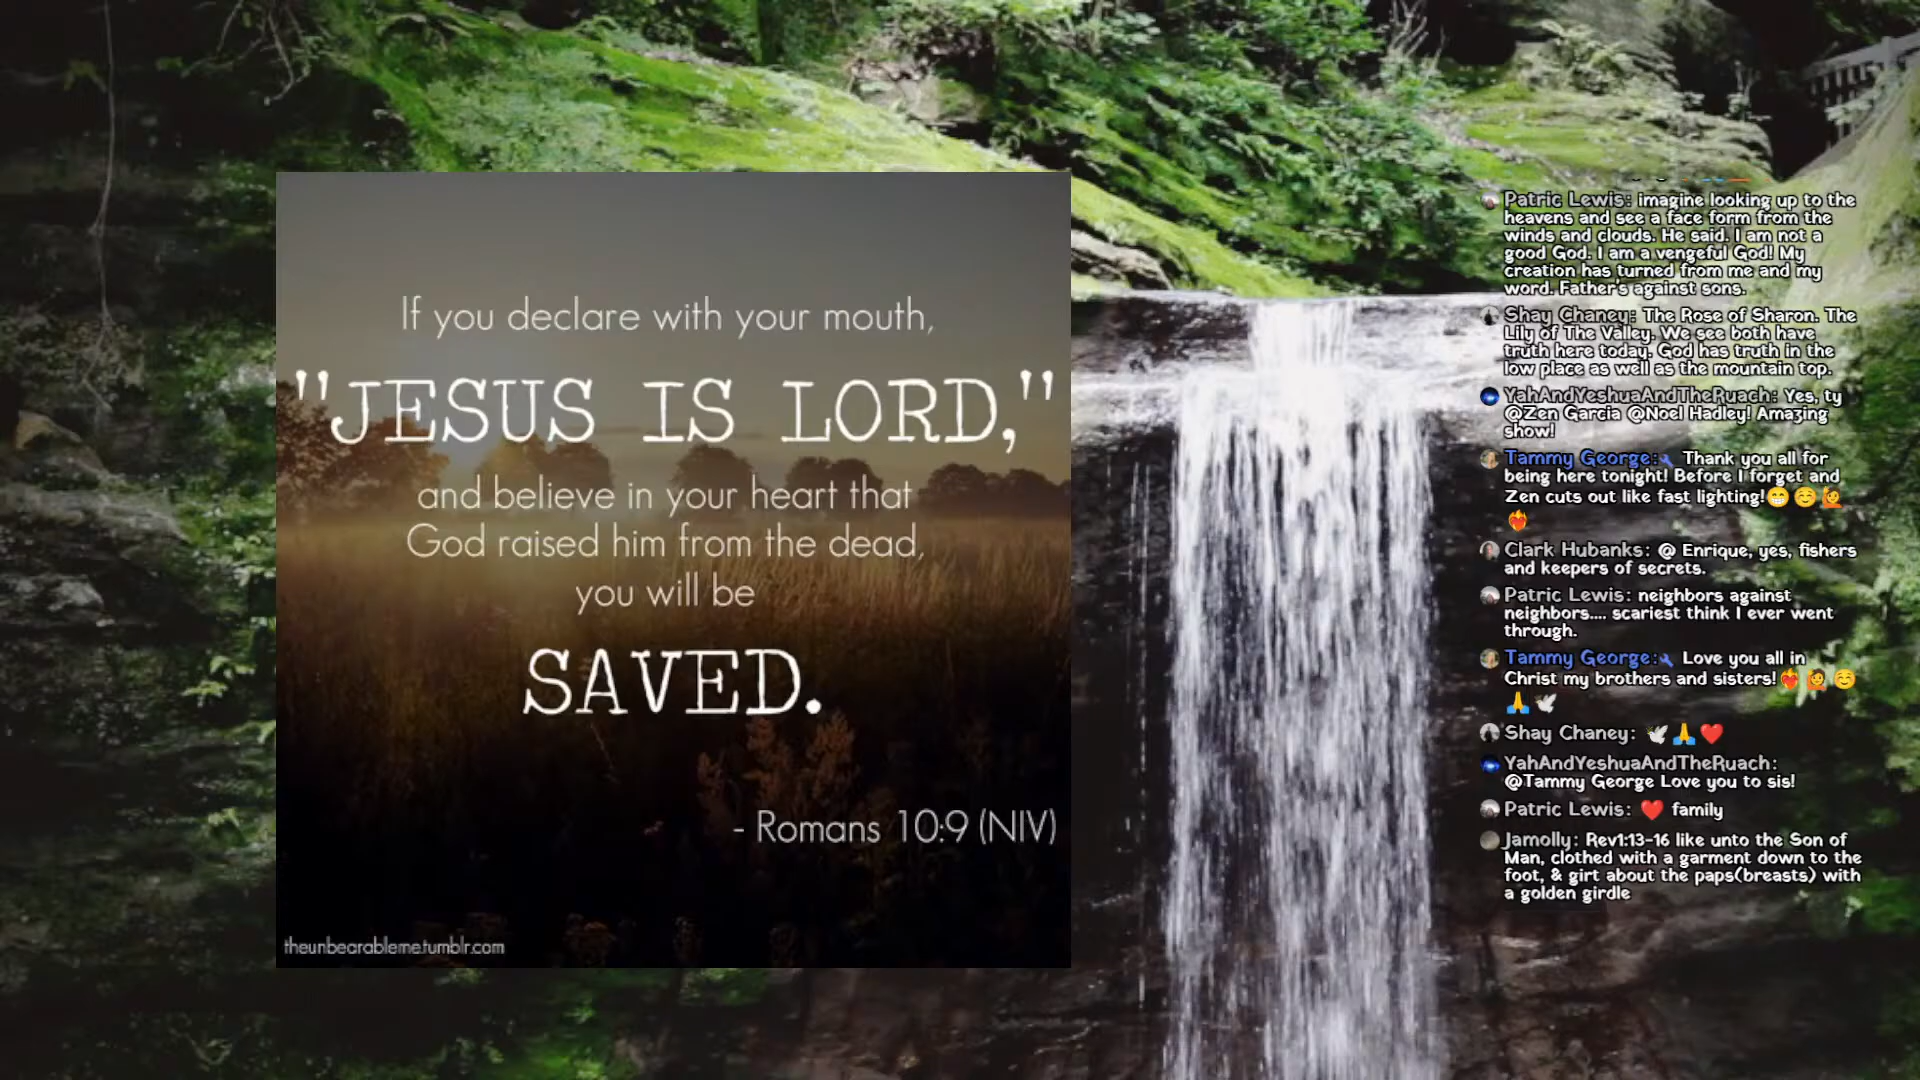 If you declare with your mouth,
"JESUS IS LORD,"
and believe in your heart that
God raised him from the dead,
you will be
SAVED.
- Romans 10:9 (NIV)
theunbearableme.tumblr.com
Patric Lewis: imagine looking up to the
heavens and see a face form from the
winds and clouds. He said. I am not a
good God. I am a vengeful God! My
creation has turned from me and my
word. Father's against sons.
Shay Chaney: The Rose of Sharon. The
Lily of The Valley. We see both have
truth here today. God has truth in the
low place as well as the mountain top.
YahAndYeshuaAndTheRuach: Yes, ty
@Zen Garcia @Noel Hadley! Amazing
show!
Tammy George: Thank you all for
being here tonight! Before I forget and
Zen cuts out like fast lighting!😁☺️🙋
❤️‍🔥
Clark Hubanks: @ Enrique, yes, fishers
and keepers of secrets.
Patric Lewis: neighbors against
neighbors.... scariest think I ever went
through.
Tammy George: Love you all in
Christ my brothers and sisters!❤️‍🔥🙋☺️
🙏🕊️
Shay Chaney: 🕊️🙏❤️
YahAndYeshuaAndTheRuach:
@Tammy George Love you to sis!
Patric Lewis: ❤️ family
Jamolly: Rev1:13-16 like unto the Son of
Man, clothed with a garment down to the
foot, & girt about the paps(breasts) with
a golden girdle